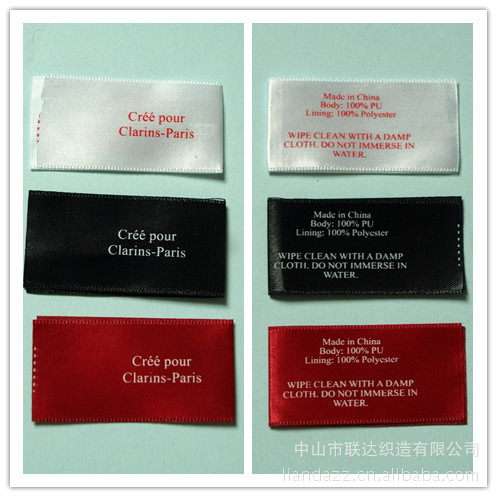 Créé pour
Clarins-Paris
Créé pour
Clarins-Paris
Créé pour
Clarins-Paris
Made in China
Body: 100% PU
Lining: 100% Polyester
WIPE CLEAN WITH A DAMP
CLOTH. DO NOT IMMERSE IN
WATER.
Made in China
Body: 100% PU
Lining: 100% Polyester
WIPE CLEAN WITH A DAMP
CLOTH. DO NOT IMMERSE IN
WATER.
Made in China
Body: 100% PU
Lining: 100% Polyester
WIPE CLEAN WITH A DAMP
CLOTH. DO NOT IMMERSE IN
WATER.
中山市联达织造有限公司
liandazz.cn.alibaba.com